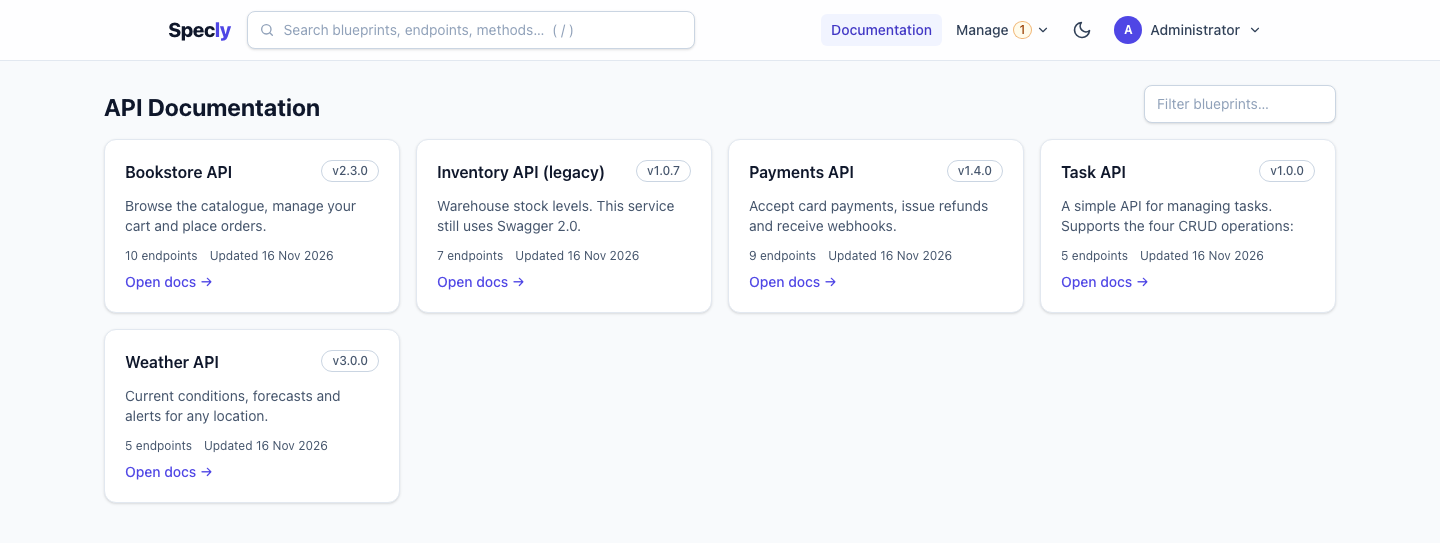 Specly
Search blueprints, endpoints, methods... ( / )
Documentation
Manage 1
A Administrator
API Documentation
Filter blueprints...
Bookstore API v2.3.0
Browse the catalogue, manage your
cart and place orders.
10 endpoints Updated 16 Nov 2026
Open docs →
Inventory API (legacy) v1.0.7
Warehouse stock levels. This service
still uses Swagger 2.0.
7 endpoints Updated 16 Nov 2026
Open docs →
Payments API v1.4.0
Accept card payments, issue refunds
and receive webhooks.
9 endpoints Updated 16 Nov 2026
Open docs →
Task API v1.0.0
A simple API for managing tasks.
Supports the four CRUD operations:
5 endpoints Updated 16 Nov 2026
Open docs →
Weather API v3.0.0
Current conditions, forecasts and
alerts for any location.
5 endpoints Updated 16 Nov 2026
Open docs →